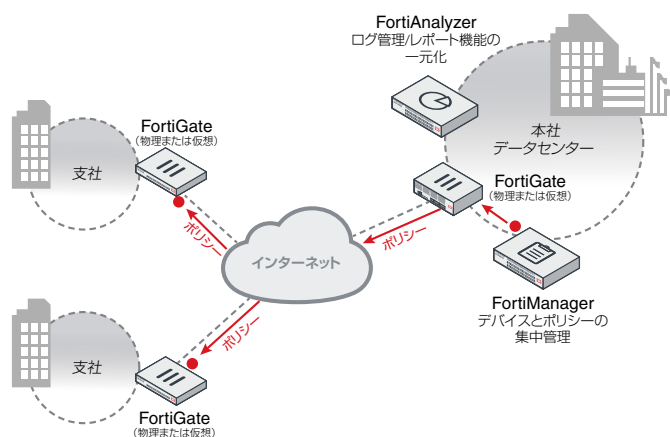 FortiAnalyzer
ログ管理/レポート機能の
一元化
本社
データセンター
FortiGate
(物理または仮想)
支社
FortiGate
(物理または仮想)
ポリシー
ポリシー
インターネット
FortiManager
デバイスとポリシーの
集中管理
ポリシー
支社
FortiGate
(物理または仮想)